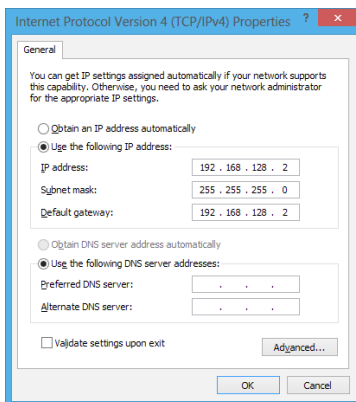 Internet Protocol Version 4 (TCP/IPv4) Properties ? x
General
You can get IP settings assigned automatically if your network supports
this capability. Otherwise, you need to ask your network administrator
for the appropriate IP settings.
Obtain an IP address automatically
Use the following IP address:
IP address: 192 . 168 . 128 . 2
Subnet mask: 255 . 255 . 255 . 0
Default gateway: 192 . 168 . 128 . 2
Obtain DNS server address automatically
Use the following DNS server addresses:
Preferred DNS server: . . .
Alternate DNS server: . . .
Validate settings upon exit
Advanced...
OK Cancel